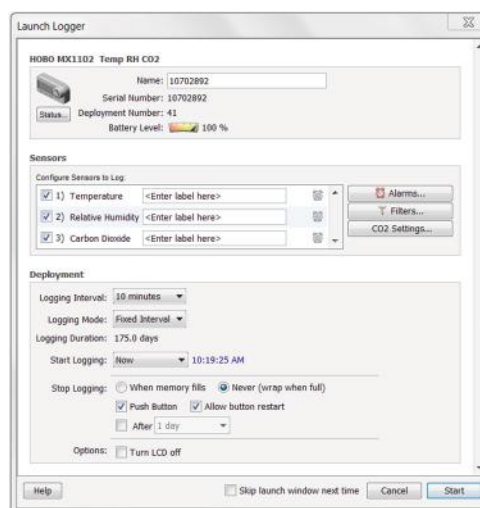 Launch Logger
HOBO MX1102 Temp RH CO2
Name: 10702892
Serial Number: 10702892
Status... Deployment Number: 41
Battery Level: 100 %
Sensors
Configure Sensors to Log:
1) Temperature <Enter label here> Alarms...
2) Relative Humidity <Enter label here> Filters...
3) Carbon Dioxide <Enter label here> CO2 Settings...
Deployment
Logging Interval: 10 minutes
Logging Mode: Fixed Interval
Logging Duration: 175.0 days
Start Logging: Now 10:19:25 AM
Stop Logging: When memory fills Never (wrap when full)
Push Button Allow button restart
After 1 day
Options: Turn LCD off
Help Skip launch window next time Cancel Start